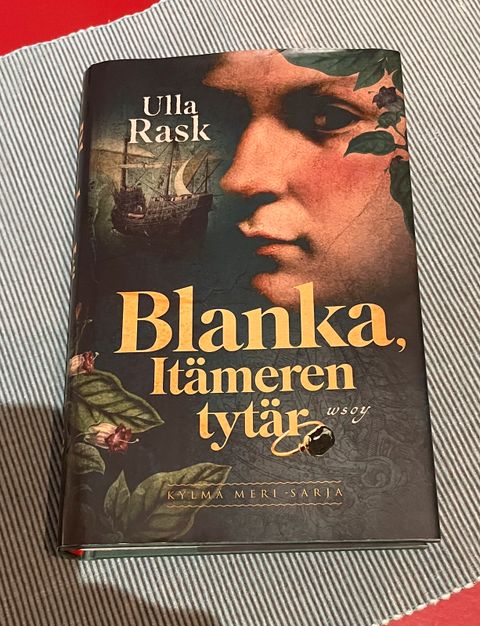 Ulla
Rask
Blanka,
Itämeren
tytär
wsoy
KYLMÄ MERI -SARJA